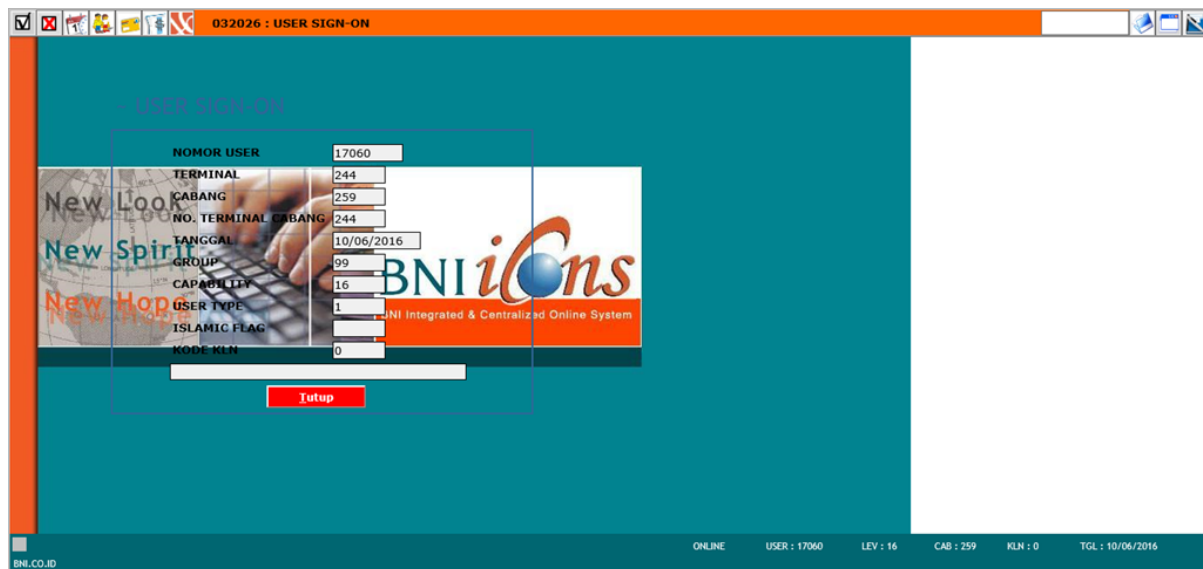 032026 : USER SIGN-ON
- USER SIGN-ON
NOMOR USER 17060
TERMINAL 244
CABANG 259
NO. TERMINAL CABANG 244
TANGGAL 10/06/2016
GROUP 99
CAPABILITY 16
USER TYPE 1
ISLAMIC FLAG
KODE KLN 0
Tutup
New Look
New Spirit
New Hope
BNI iCons
BNI Integrated & Centralized Online System
ONLINE USER : 17060 LEV : 16 CAB : 259 KLN : 0 TGL : 10/06/2016
BNI.CO.ID